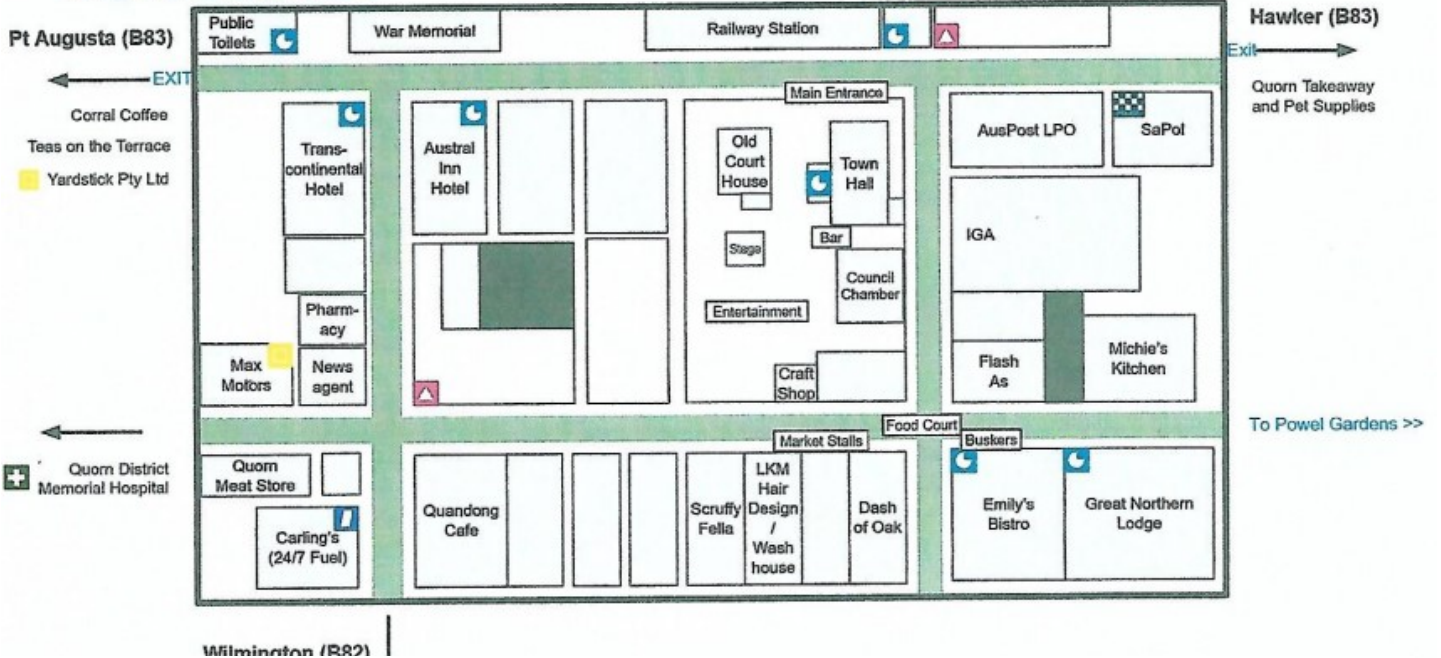 Pt Augusta (B83)
EXIT
Corral Coffee
Teas on the Terrace
Yardstick Pty Ltd
Quorn District
Memorial Hospital
Public
Toilets
War Memorial
Railway Station
Hawker (B83)
Exit
Quorn Takeaway
and Pet Supplies
Main Entrance
Trans-
continental
Hotel
Austral
Inn
Hotel
Old
Court
House
Town
Hall
AusPost LPO
SaPol
IGA
Bar
Stage
Council
Chamber
Entertainment
Pharm-
acy
Max
Motors
News
agent
Craft
Shop
Flash
As
Michie's
Kitchen
Food Court
To Powel Gardens >>
Market Stalls
Buskers
Quorn
Meat Store
Carling's
(24/7 Fuel)
Quandong
Cafe
Scruffy
Fella
LKM
Hair
Design
/
Wash
house
Dash
of Oak
Emily's
Bistro
Great Northern
Lodge
Wilmington (B82)